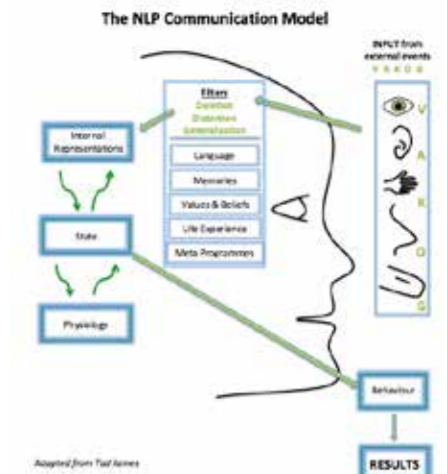 The NLP Communication Model
INPUT from
external events
V A K O G
Filters
Deletion
Distortion
Generalisation
Language
Memories
Values & Beliefs
Life Experience
Meta Programmes
Internal
Representations
State
Physiology
V
A
K
O
G
Behaviour
RESULTS
Adapted from Tad James